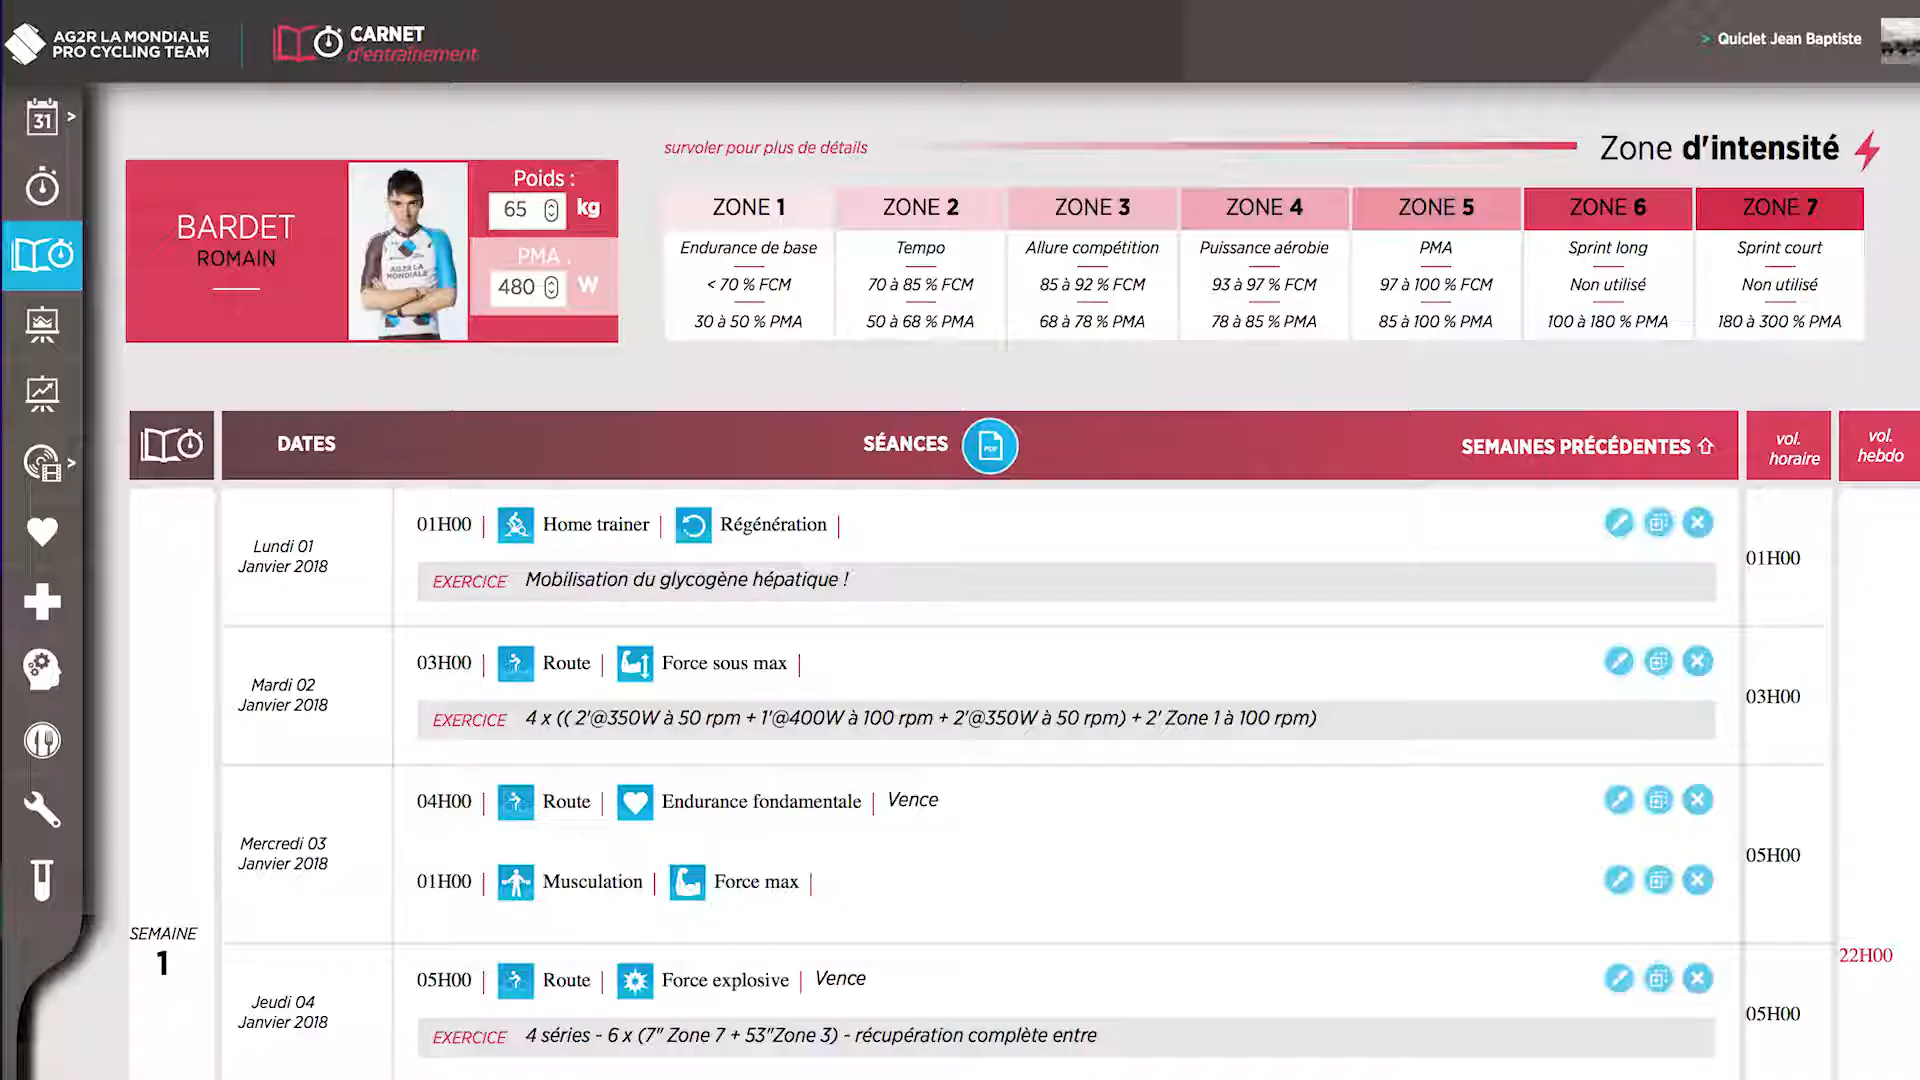 AG2R LA MONDIALE
PRO CYCLING TEAM
CARNET
d'entraînement
> Quiclet Jean Baptiste
31 >
survoler pour plus de détails
Zone d'intensité
BARDET
ROMAIN
AG2R LA
MONDIALE
Poids :
65 kg
PMA .
480 W
ZONE 1 ZONE 2 ZONE 3 ZONE 4 ZONE 5 ZONE 6 ZONE 7
Endurance de base Tempo Allure compétition Puissance aérobie PMA Sprint long Sprint court
< 70 % FCM 70 à 85 % FCM 85 à 92 % FCM 93 à 97 % FCM 97 à 100 % FCM Non utilisé Non utilisé
30 à 50 % PMA 50 à 68 % PMA 68 à 78 % PMA 78 à 85 % PMA 85 à 100 % PMA 100 à 180 % PMA 180 à 300 % PMA
DATES SÉANCES PDF SEMAINES PRÉCÉDENTES
vol.
horaire
vol.
hebdo
SEMAINE
1
Lundi 01
Janvier 2018
01H00 | Home trainer | Régénération |
EXERCICE Mobilisation du glycogène hépatique !
01H00
Mardi 02
Janvier 2018
03H00 | Route | Force sous max |
EXERCICE 4 x (( 2'@350W à 50 rpm + 1'@400W à 100 rpm + 2'@350W à 50 rpm) + 2' Zone 1 à 100 rpm)
03H00
Mercredi 03
Janvier 2018
04H00 | Route | Endurance fondamentale | Vence
01H00 | Musculation | Force max |
05H00
Jeudi 04
Janvier 2018
05H00 | Route | Force explosive | Vence
EXERCICE 4 séries - 6 x (7" Zone 7 + 53"Zone 3) - récupération complète entre
05H00
22H00